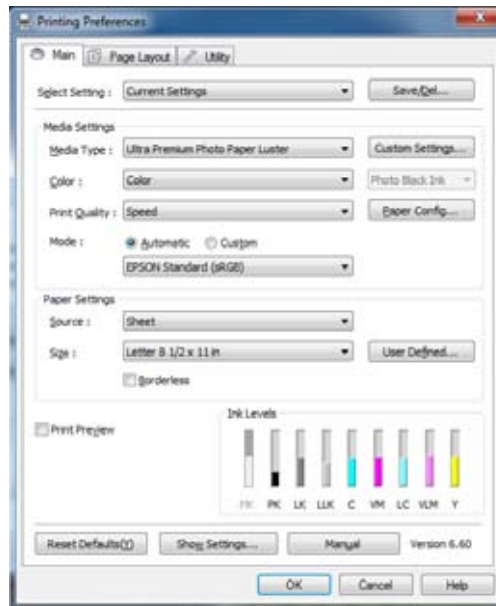 Printing Preferences
Main Page Layout Utility
Select Setting : Current Settings Save/Del...
Media Settings
Media Type : Ultra Premium Photo Paper Luster Custom Settings...
Color : Color Photo Black Ink
Print Quality : Speed Paper Config...
Mode : Automatic Custom
EPSON Standard (sRGB)
Paper Settings
Source : Sheet
Size : Letter 8 1/2 x 11 in User Defined...
Borderless
Print Preview
Ink Levels
MK PK LK LLK C VM LC VLM Y
Reset Defaults(Y) Show Settings... Manual Version 6.60
OK Cancel Help